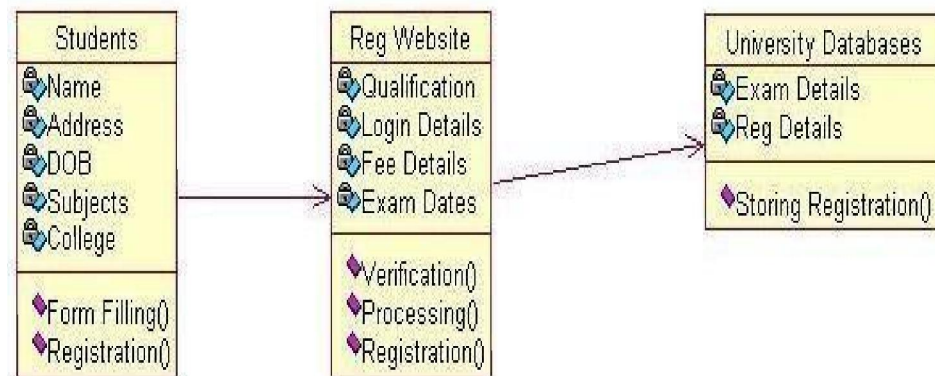 Students
Name
Address
DOB
Subjects
College
Form Filling()
Registration()
Reg Website
Qualification
Login Details
Fee Details
Exam Dates
Verification()
Processing()
Registration()
University Databases
Exam Details
Reg Details
Storing Registration()